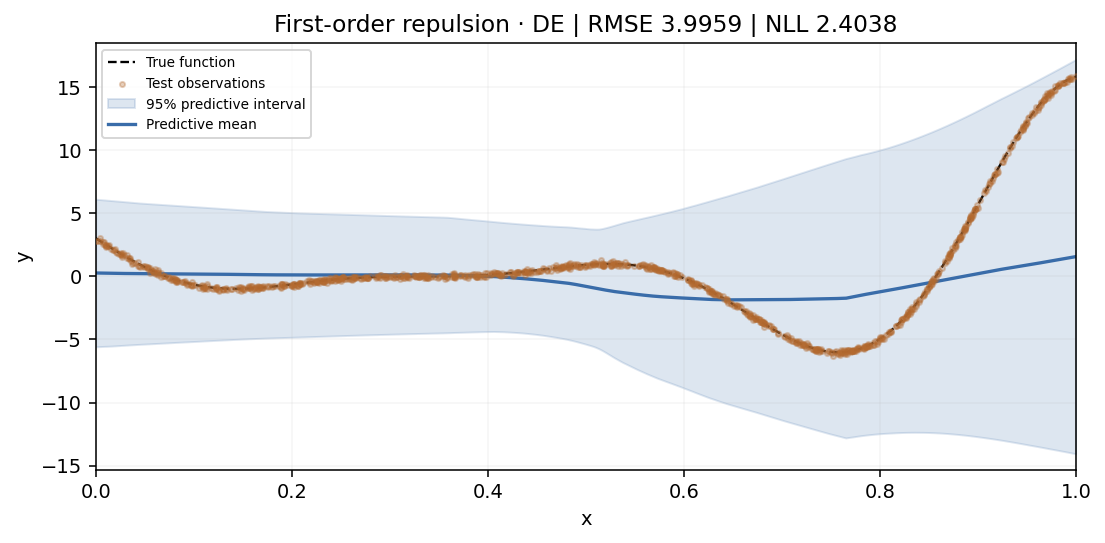 First-order repulsion · DE | RMSE 3.9959 | NLL 2.4038
True function
Test observations
95% predictive interval
Predictive mean
y
15
10
5
0
−5
−10
−15
0.0 0.2 0.4 0.6 0.8 1.0
x